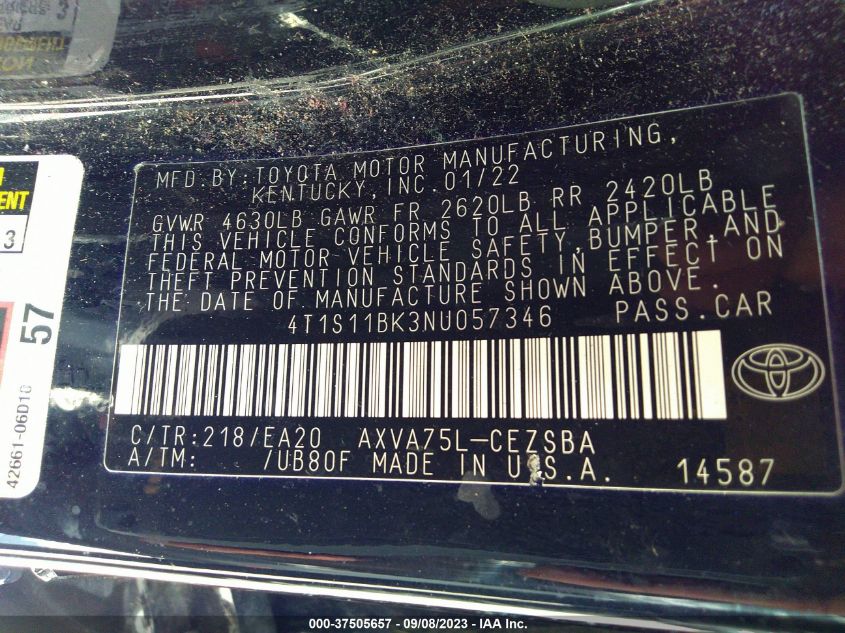 MFD. BY: TOYOTA MOTOR MANUFACTURING,
KENTUCKY, INC. 01/22
GVWR 4630LB GAWR FR 2620LB RR 2420LB
THIS VEHICLE CONFORMS TO ALL APPLICABLE
FEDERAL MOTOR VEHICLE SAFETY, BUMPER, AND
THEFT PREVENTION STANDARDS IN EFFECT ON
THE DATE OF MANUFACTURE SHOWN ABOVE.
4T1S11BK3NU057346 PASS.CAR
C/TR:218/EA20 AXVA75L-CEZSBA
A/TM: /UB80F MADE IN U.S.A. 14587
3
57
42661-06D10
000-37505657 - 09/08/2023 - IAA Inc.